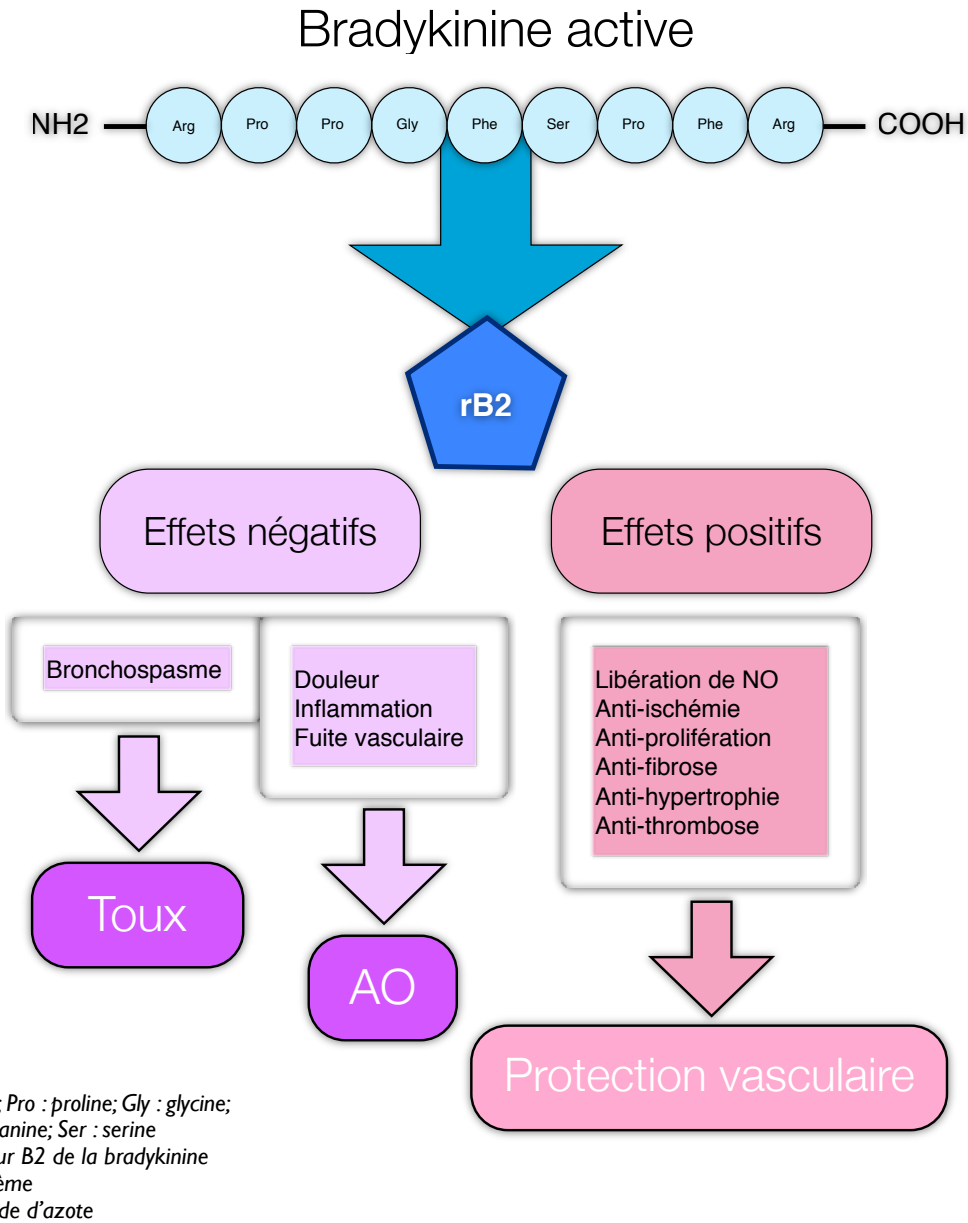 Bradykinine active
NH2 Arg Pro Pro Gly Phe Ser Pro Phe Arg COOH
rB2
Effets négatifs
Effets positifs
Bronchospasme
Douleur
Inflammation
Fuite vasculaire
Libération de NO
Anti-ischémie
Anti-prolifération
Anti-fibrose
Anti-hypertrophie
Anti-thrombose
Toux
AO
Protection vasculaire
; Pro : proline; Gly : glycine;
anine; Ser : serine
ur B2 de la bradykinine
ème
de d'azote